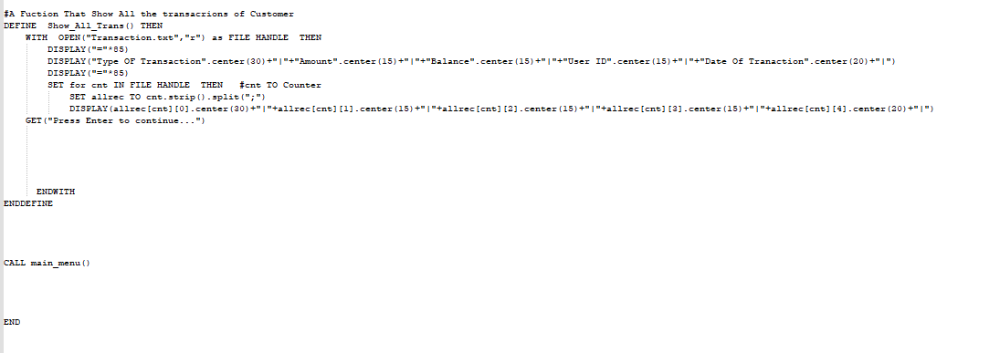 #A Fuction That Show All the transacrions of Customer
DEFINE  Show_All_Trans() THEN
    WITH  OPEN("Transaction.txt","r") as FILE HANDLE  THEN
        DISPLAY("="*85)
        DISPLAY("Type OF Transaction".center(30)+"|"+"Amount".center(15)+"|"+"Balance".center(15)+"|"+"User ID".center(15)+"|"+"Date Of Tranaction".center(20)+"|")
        DISPLAY("="*85)
        SET for cnt IN FILE HANDLE  THEN   #cnt TO Counter
            SET allrec TO cnt.strip().split(";")
            DISPLAY(allrec[cnt][0].center(30)+"|"+allrec[cnt][1].center(15)+"|"+allrec[cnt][2].center(15)+"|"+allrec[cnt][3].center(15)+"|"+allrec[cnt][4].center(20)+"|")
    GET("Press Enter to continue...")
      ENDWITH
ENDDEFINE
CALL main_menu()
END